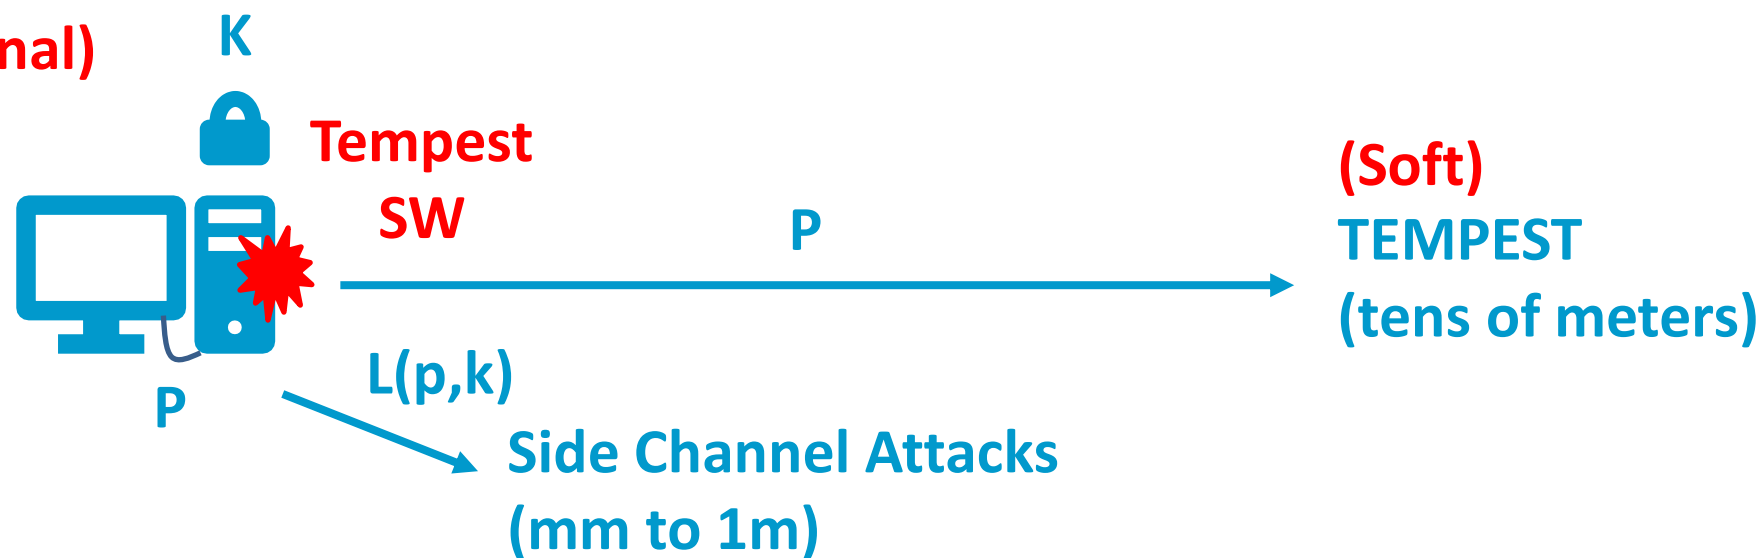 nal)
K
Tempest
SW
P
(Soft)
TEMPEST
(tens of meters)
P
L(p,k)
Side Channel Attacks
(mm to 1m)